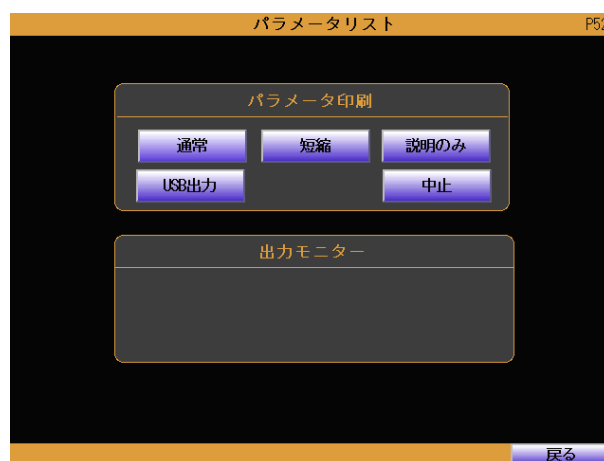 パラメータリスト P52
パラメータ印刷
通常 短縮 説明のみ
USB出力 中止
出力モニター
戻る